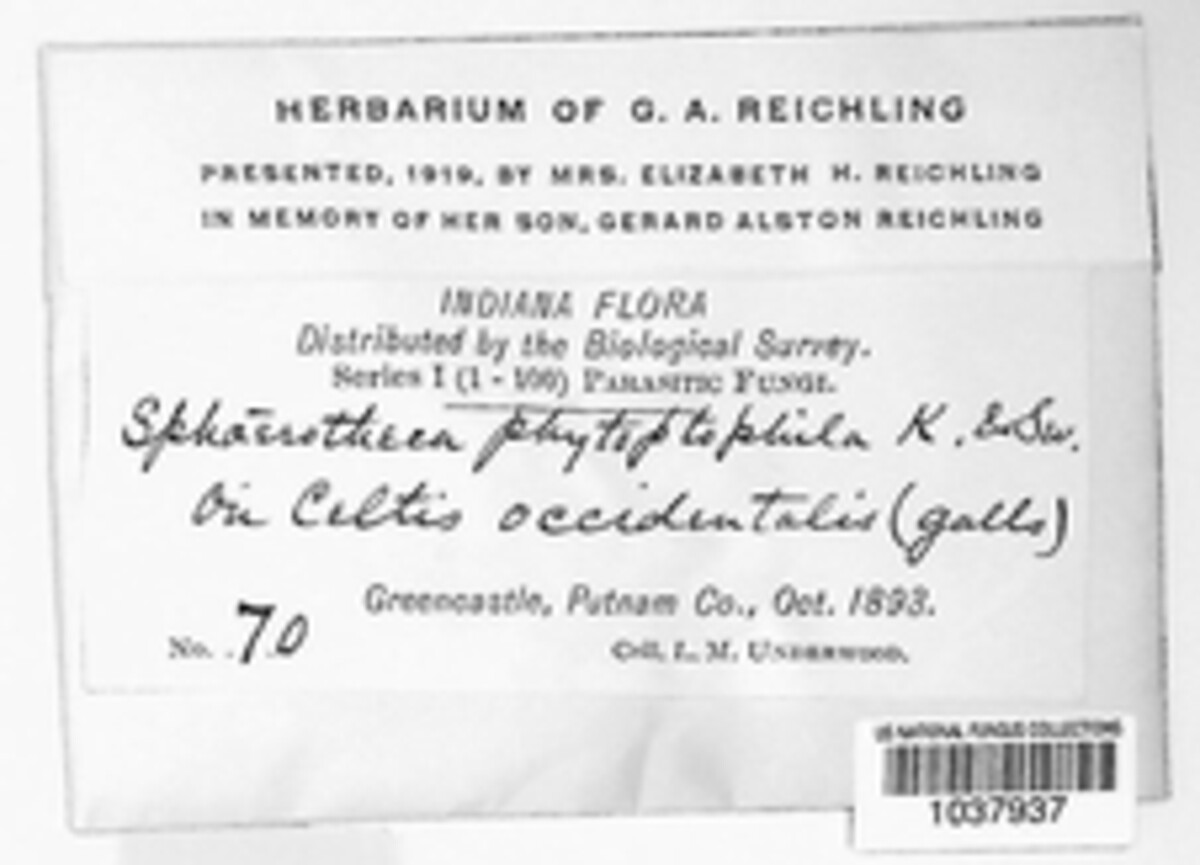 HERBARIUM OF G. A. REICHLING
PRESENTED, 1919, BY MRS. ELIZABETH H. REICHLING
IN MEMORY OF HER SON, GERARD ALSTON REICHLING
INDIANA FLORA
Distributed by the Biological Survey.
Series I (1 - 100) PARASITIC FUNGI.
Sphärotheca phytoptophila K. & Sw.
On Celtis occidentalis (galls)
Greencastle, Putnam Co., Oct. 1893.
No. 70
Coll. L. M. UNDERWOOD.
US NATIONAL FUNGUS COLLECTIONS
1037937